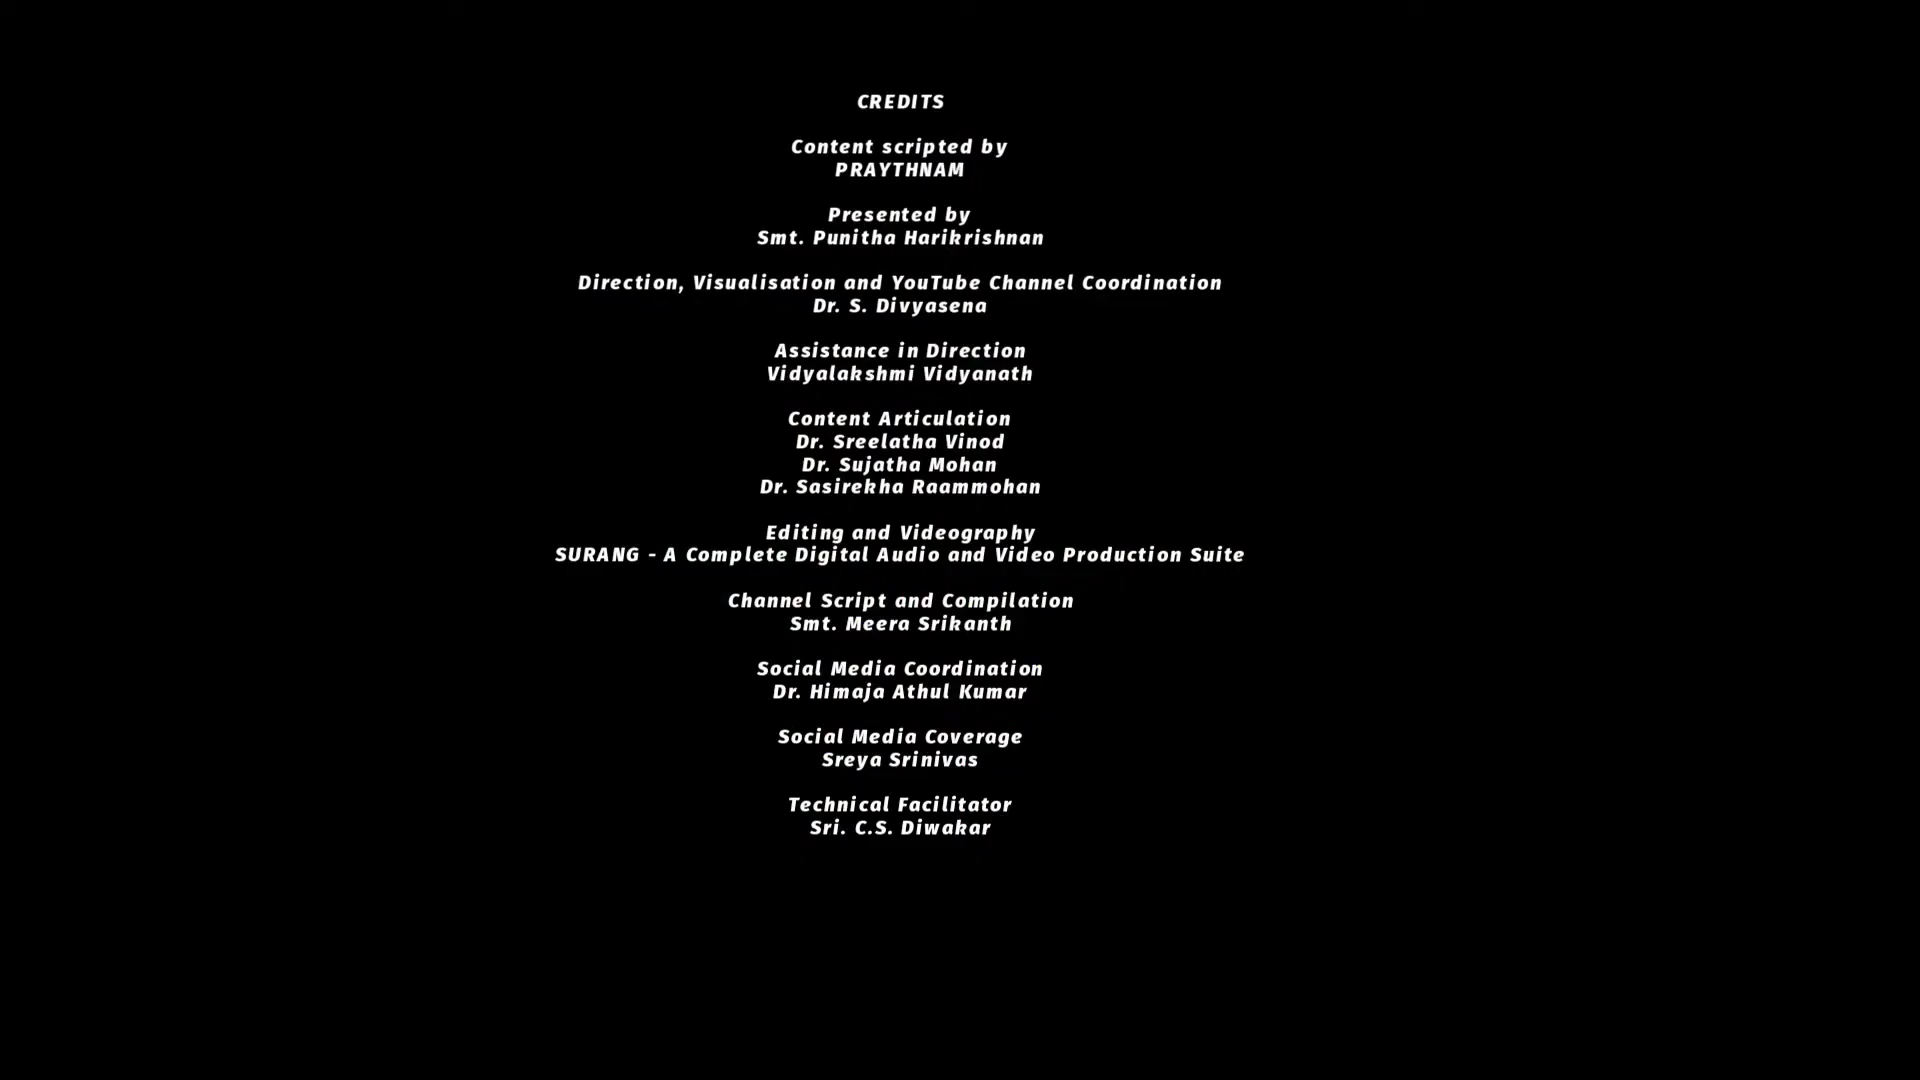 CREDITS
Content scripted by
PRAYTHNAM
Presented by
Smt. Punitha Harikrishnan
Direction, Visualisation and YouTube Channel Coordination
Dr. S. Divyasena
Assistance in Direction
Vidyalakshmi Vidyanath
Content Articulation
Dr. Sreelatha Vinod
Dr. Sujatha Mohan
Dr. Sasirekha Raammohan
Editing and Videography
SURANG - A Complete Digital Audio and Video Production Suite
Channel Script and Compilation
Smt. Meera Srikanth
Social Media Coordination
Dr. Himaja Athul Kumar
Social Media Coverage
Sreya Srinivas
Technical Facilitator
Sri. C.S. Diwakar